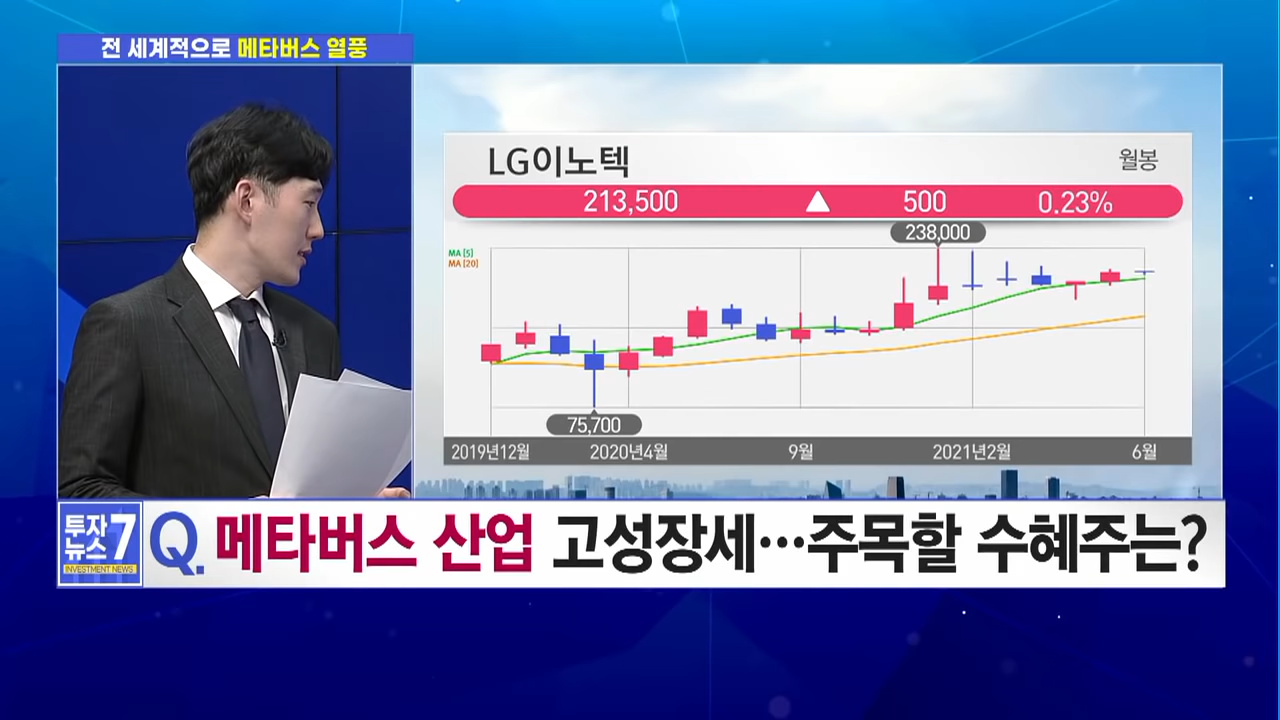 전 세계적으로 메타버스 열풍
LG이노텍
월봉
213,500 ▲ 500 0.23%
238,000
MA [5]
MA [20]
75,700
2019년12월 2020년4월 9월 2021년2월 6월
투자
뉴스 7
INVESTMENT NEWS
Q. 메타버스 산업 고성장세…주목할 수혜주는?